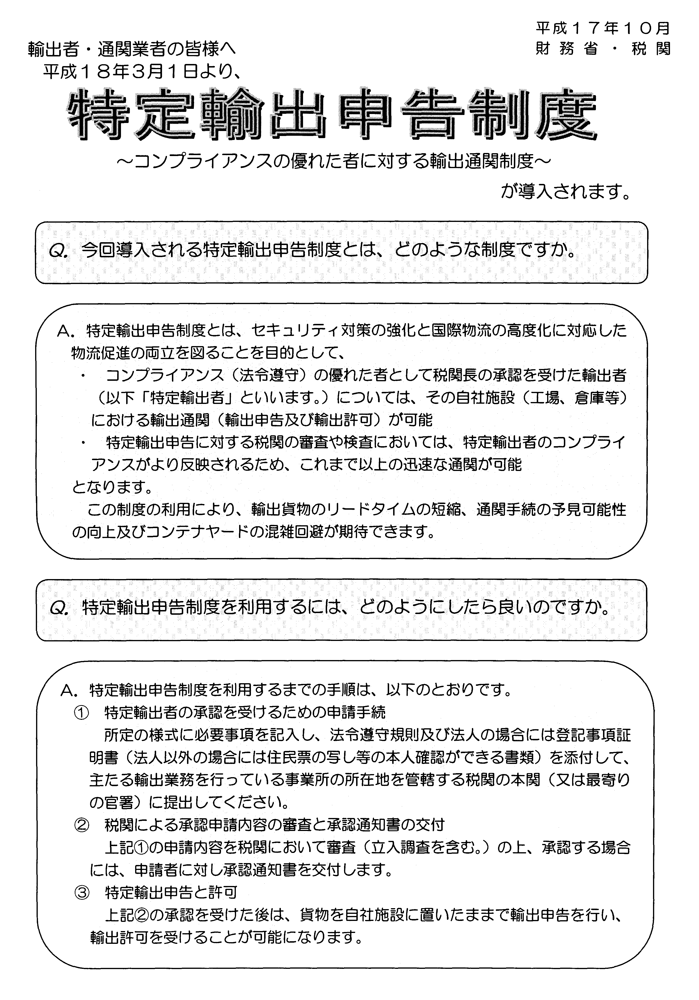 平成１７年１０月
財務省・税関
輸出者・通関業者の皆様へ
平成１８年３月１日より、
特定輸出申告制度
～コンプライアンスの優れた者に対する輸出通関制度～
が導入されます。
Q. 今回導入される特定輸出申告制度とは、どのような制度ですか。
A. 特定輸出申告制度とは、セキュリティ対策の強化と国際物流の高度化に対応した
物流促進の両立を図ることを目的として、
・　コンプライアンス（法令遵守）の優れた者として税関長の承認を受けた輸出者
（以下「特定輸出者」といいます。）については、その自社施設（工場、倉庫等）
における輸出通関（輸出申告及び輸出許可）が可能
・　特定輸出申告に対する税関の審査や検査においては、特定輸出者のコンプライ
アンスがより反映されるため、これまで以上の迅速な通関が可能
となります。
この制度の利用により、輸出貨物のリードタイムの短縮、通関手続の予見可能性
の向上及びコンテナヤードの混雑回避が期待できます。
Q. 特定輸出申告制度を利用するには、どのようにしたら良いのですか。
A. 特定輸出申告制度を利用するまでの手順は、以下のとおりです。
①　特定輸出者の承認を受けるための申請手続
所定の様式に必要事項を記入し、法令遵守規則及び法人の場合には登記事項証
明書（法人以外の場合には住民票の写し等の本人確認ができる書類）を添付して、
主たる輸出業務を行っている事業所の所在地を管轄する税関の本関（又は最寄り
の官署）に提出してください。
②　税関による承認申請内容の審査と承認通知書の交付
上記①の申請内容を税関において審査（立入調査を含む。）の上、承認する場合
には、申請者に対し承認通知書を交付します。
③　特定輸出申告と許可
上記②の承認を受けた後は、貨物を自社施設に置いたままで輸出申告を行い、
輸出許可を受けることが可能になります。